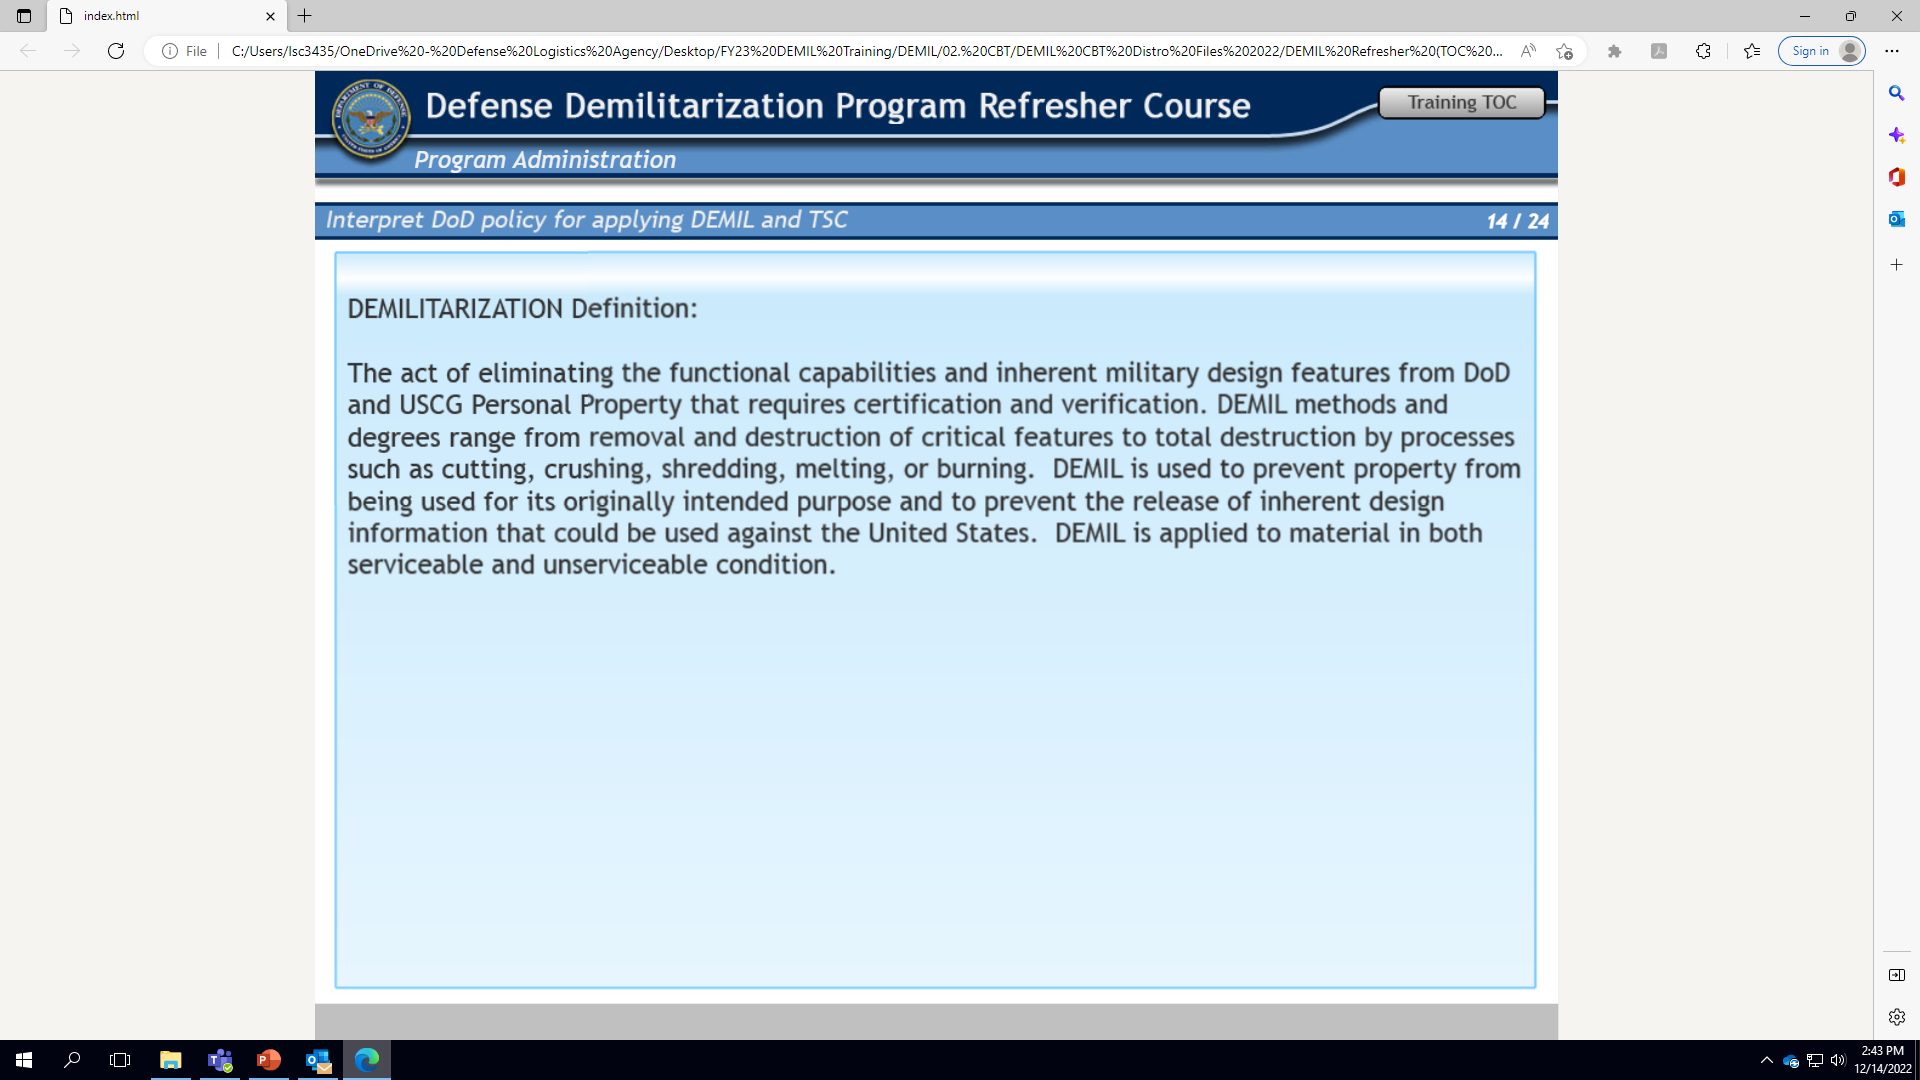 index.html
File
C:/Users/lsc3435/OneDrive%20-%20Defense%20Logistics%20Agency/Desktop/FY23%20DEMIL%20Training/DEMIL/02.%20CBT/DEMIL%20CBT%20Distro%20Files%202022/DEMIL%20Refresher%20(TOC%20...
Sign in
Defense Demilitarization Program Refresher Course
Training TOC
Program Administration
Interpret DoD policy for applying DEMIL and TSC
14 / 24
DEMILITARIZATION Definition:
The act of eliminating the functional capabilities and inherent military design features from DoD
and USCG Personal Property that requires certification and verification. DEMIL methods and
degrees range from removal and destruction of critical features to total destruction by processes
such as cutting, crushing, shredding, melting, or burning.  DEMIL is used to prevent property from
being used for its originally intended purpose and to prevent the release of inherent design
information that could be used against the United States.  DEMIL is applied to material in both
serviceable and unserviceable condition.
2:43 PM
12/14/2022